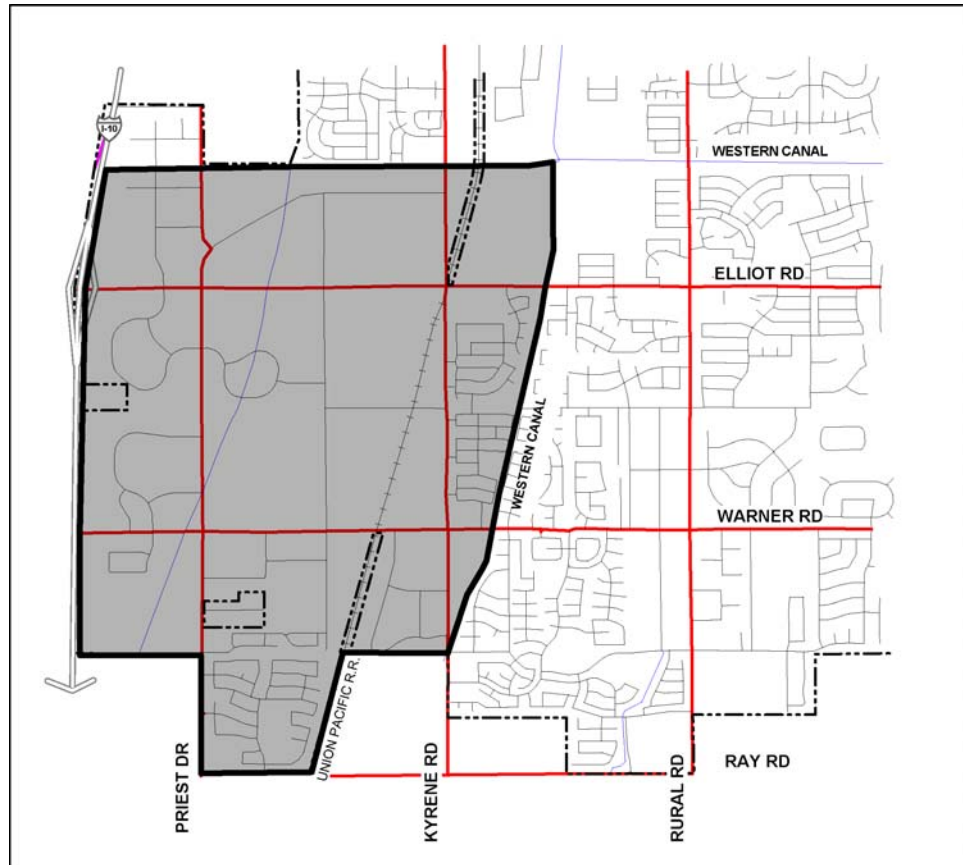 I-10
WESTERN CANAL
ELLIOT RD
WESTERN CANAL
WARNER RD
UNION PACIFIC R.R.
PRIEST DR
KYRENE RD
RURAL RD
RAY RD